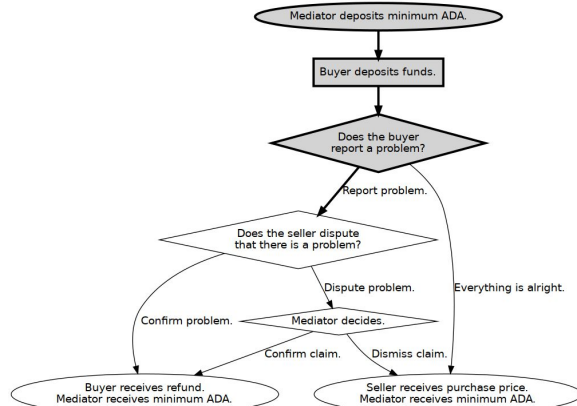 Mediator deposits minimum ADA.
Buyer deposits funds.
Does the buyer
report a problem?
Report problem.
Does the seller dispute
that there is a problem?
Dispute problem.
Everything is alright.
Confirm problem.
Mediator decides.
Confirm claim.
Dismiss claim.
Buyer receives refund.
Mediator receives minimum ADA.
Seller receives purchase price.
Mediator receives minimum ADA.